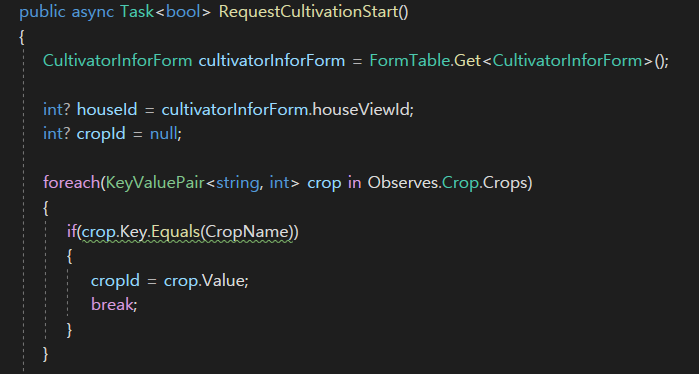 public async Task<bool> RequestCultivationStart()
{
CultivatorInforForm cultivatorInforForm = FormTable.Get<CultivatorInforForm>();
int? houseId = cultivatorInforForm.houseViewId;
int? cropId = null;
foreach(KeyValuePair<string, int> crop in Observes.Crop.Crops)
{
if(crop.Key.Equals(CropName))
{
cropId = crop.Value;
break;
}
}